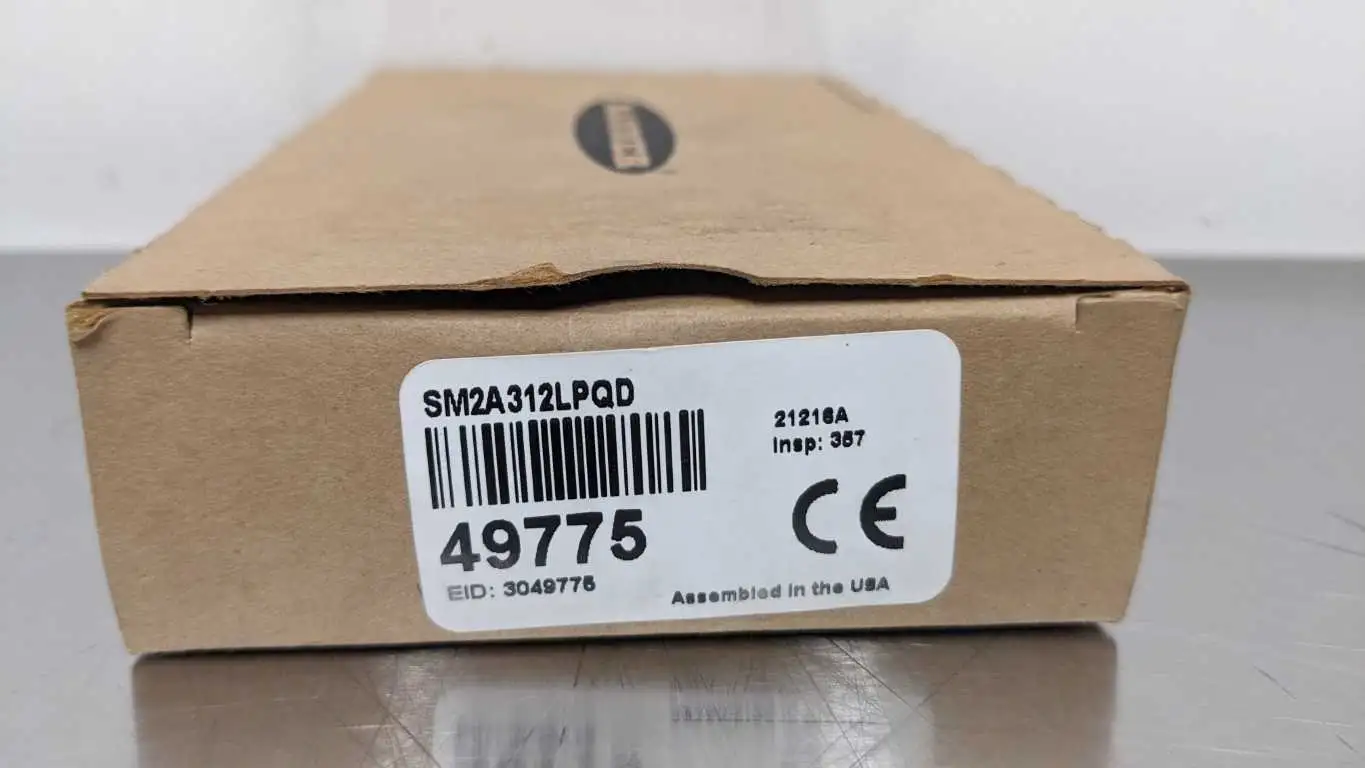 SM2A312LPQD
21216A
Insp: 357
49775
EID: 3049775
Assembled in the USA
CE